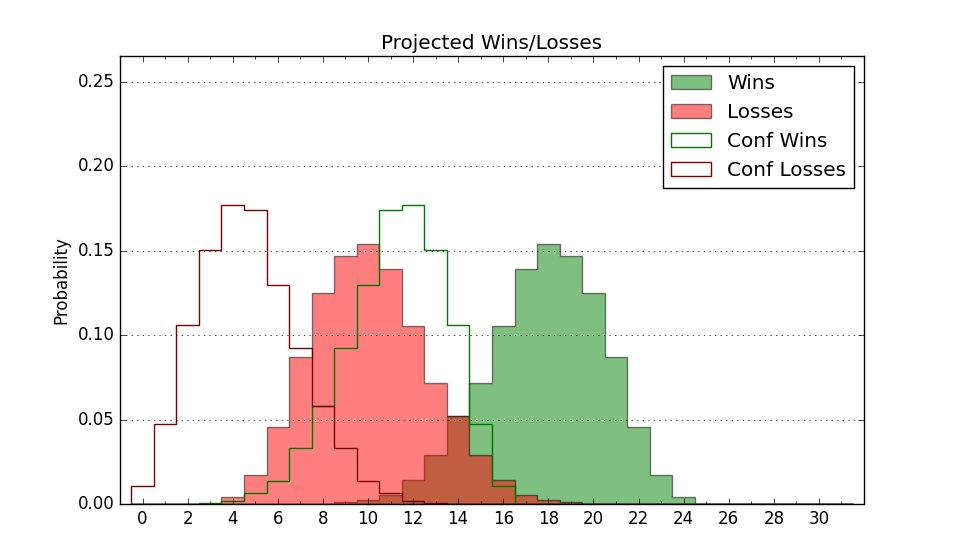 Projected Wins/Losses
Wins
Losses
Conf Wins
Conf Losses
Probability
0.25
0.20
0.15
0.10
0.05
0.00
0 2 4 6 8 10 12 14 16 18 20 22 24 26 28 30